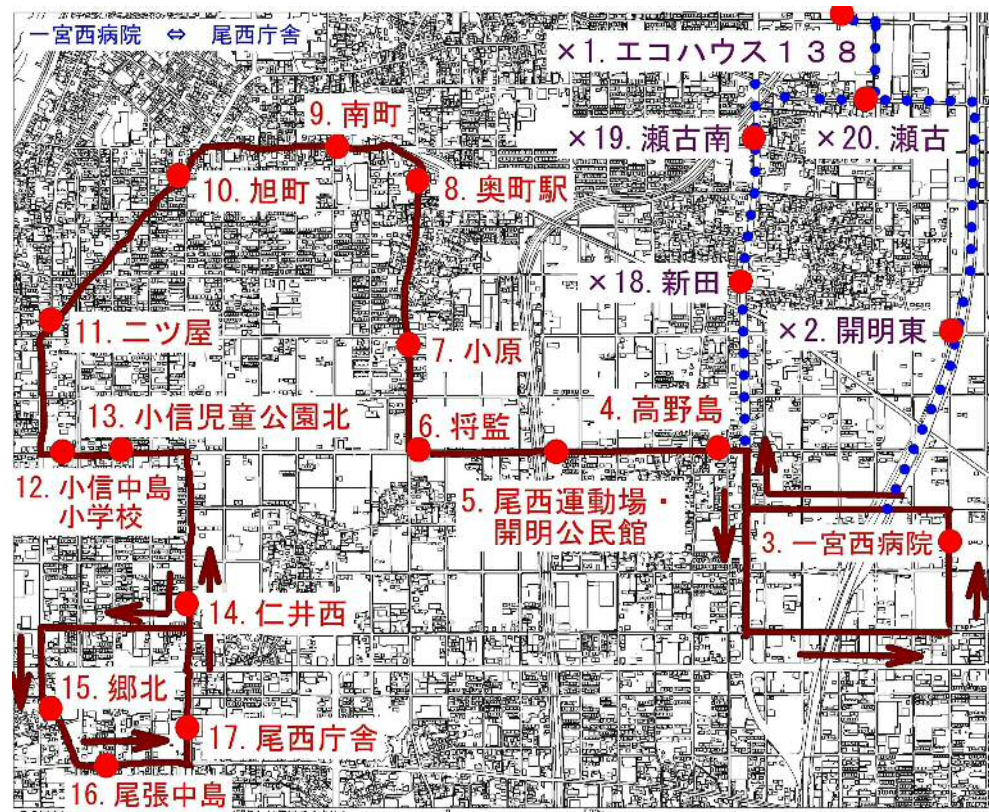 一宮西病院 ⇔ 尾西庁舎
×1. エコハウス138
9. 南町
×19. 瀬古南
×20. 瀬古
10. 旭町
8. 奥町駅
×18. 新田
11. 二ツ屋
7. 小原
×2. 開明東
13. 小信児童公園北
6. 将監
4. 高野島
12. 小信中島
小学校
5. 尾西運動場・
開明公民館
3. 一宮西病院
14. 仁井西
15. 郷北
17. 尾西庁舎
16. 尾張中島